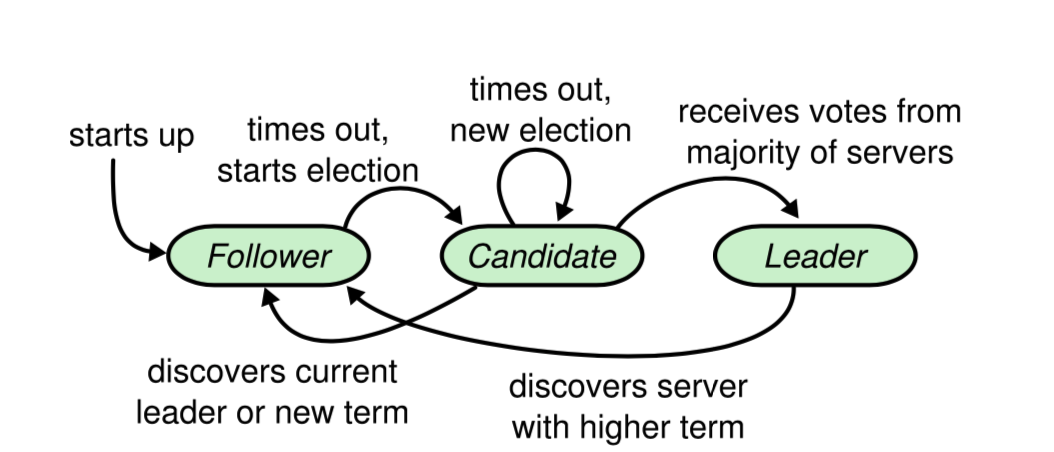 starts up
times out,
starts election
times out,
new election
receives votes from
majority of servers
Follower
Candidate
Leader
discovers current
leader or new term
discovers server
with higher term